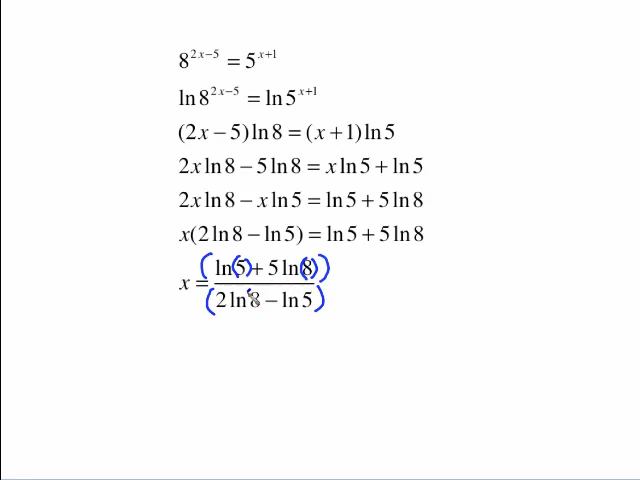 8^{2x−5} = 5^{x+1}
ln 8^{2x−5} = ln 5^{x+1}
(2x − 5) ln 8 = (x + 1) ln 5
2x ln 8 − 5 ln 8 = x ln 5 + ln 5
2x ln 8 − x ln 5 = ln 5 + 5 ln 8
x(2 ln 8 − ln 5) = ln 5 + 5 ln 8
x = (ln(5) + 5 ln(8)) / (2 ln 8 − ln 5)